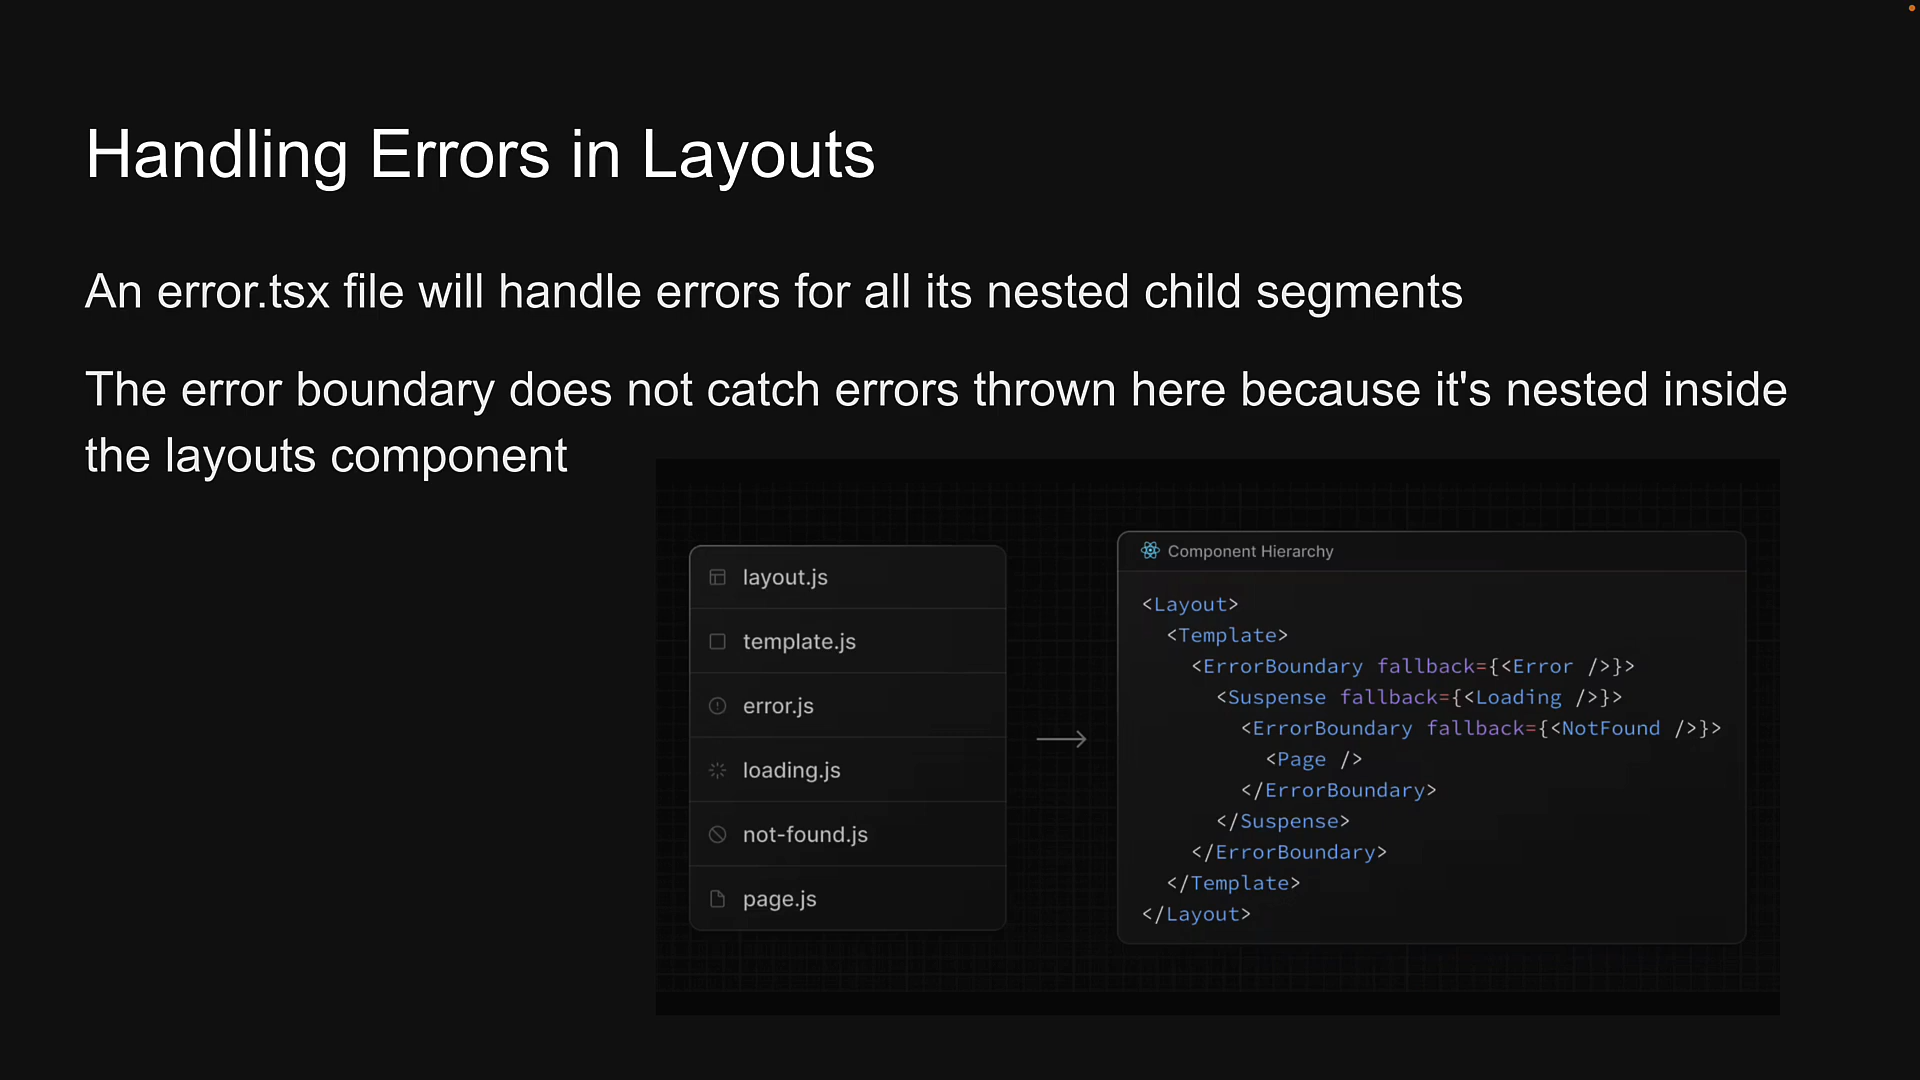 Handling Errors in Layouts
An error.tsx file will handle errors for all its nested child segments
The error boundary does not catch errors thrown here because it's nested inside
the layouts component
layout.js
template.js
error.js
loading.js
not-found.js
page.js
Component Hierarchy
<Layout>
<Template>
<ErrorBoundary fallback={<Error />}>
<Suspense fallback={<Loading />}>
<ErrorBoundary fallback={<NotFound />}>
<Page />
</ErrorBoundary>
</Suspense>
</ErrorBoundary>
</Template>
</Layout>